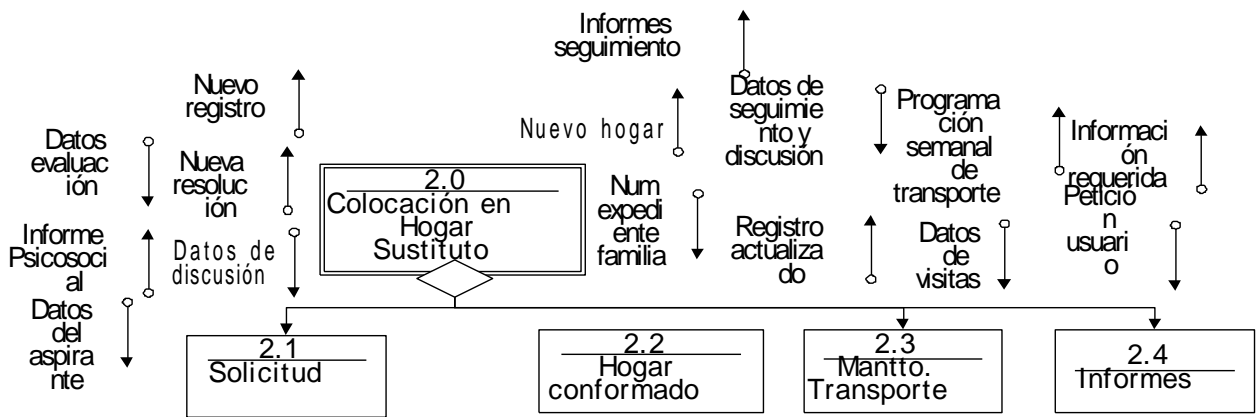 Informes
seguimiento
Nuevo
registro
Datos de
seguimie
nto y
discusión
Programa
ción
semanal
de
transporte
Nuevo hogar
Informaci
ón
requerida
Datos
evaluac
ión
Nueva
resoluc
ión
2.0
Colocación en
Hogar
Sustituto
Num
expedi
ente
familia
Petició
n
usuari
o
Informe
Psicosoci
al
Datos de
discusión
Registro
actualiza
do
Datos
de
visitas
Datos
del
aspira
nte
2.1
Solicitud
2.2
Hogar
conformado
2.3
Mantto.
Transporte
2.4
Informes